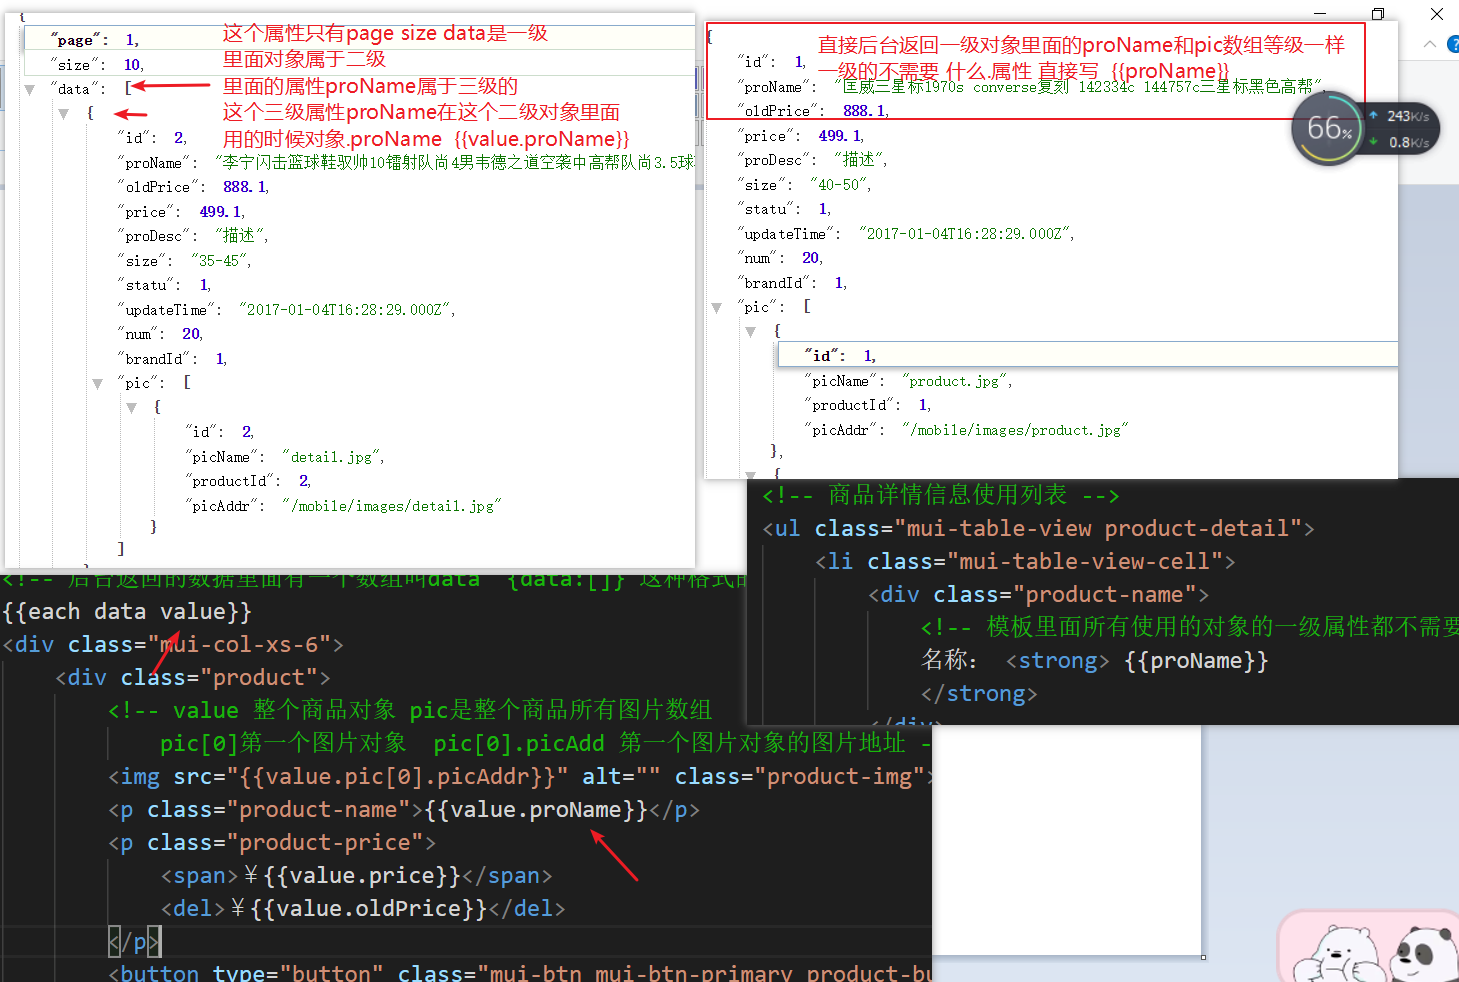 {
"page": 1,
"size": 10,
"data": [
{
"id": 2,
"proName": "李宁闪击篮球鞋驭帅10镭射队尚4男韦德之道空袭中高帮队尚3.5球
"oldPrice": 888.1,
"price": 499.1,
"proDesc": "描述",
"size": "35-45",
"statu": 1,
"updateTime": "2017-01-04T16:28:29.000Z",
"num": 20,
"brandId": 1,
"pic": [
{
"id": 2,
"picName": "detail.jpg",
"productId": 2,
"picAddr": "/mobile/images/detail.jpg"
}
]
这个属性只有page size data是一级
里面对象属于二级
里面的属性proName属于三级的
这个三级属性proName在这个二级对象里面
用的时候对象.proName {{value.proName}}
{
"id": 1,
"proName": "匡威三星标1970s converse复刻 142334c 144757c三星标黑色高帮",
"oldPrice": 888.1,
"price": 499.1,
"proDesc": "描述",
"size": "40-50",
"statu": 1,
"updateTime": "2017-01-04T16:28:29.000Z",
"num": 20,
"brandId": 1,
"pic": [
{
"id": 1,
"picName": "product.jpg",
"productId": 1,
"picAddr": "/mobile/images/product.jpg"
},
{
直接后台返回一级对象里面的proName和pic数组等级一样
一级的不需要 什么.属性 直接写 {{proName}}
66%
243K/s
0.8K/s
<!-- 商品详情信息使用列表 -->
<ul class="mui-table-view product-detail">
<li class="mui-table-view-cell">
<div class="product-name">
<!-- 模板里面所有使用的对象的一级属性都不需要
名称： <strong> {{proName}}
</strong>
</div>
<!-- 后台返回的数据里面有一个数组叫data {data:[]} 这种格式的
{{each data value}}
<div class="mui-col-xs-6">
<div class="product">
<!-- value 整个商品对象 pic是整个商品所有图片数组
pic[0]第一个图片对象 pic[0].picAdd 第一个图片对象的图片地址 -
<img src="{{value.pic[0].picAddr}}" alt="" class="product-img">
<p class="product-name">{{value.proName}}</p>
<p class="product-price">
<span>￥{{value.price}}</span>
<del>￥{{value.oldPrice}}</del>
</p>
<button type="button" class="mui-btn mui-btn-primary product-bu